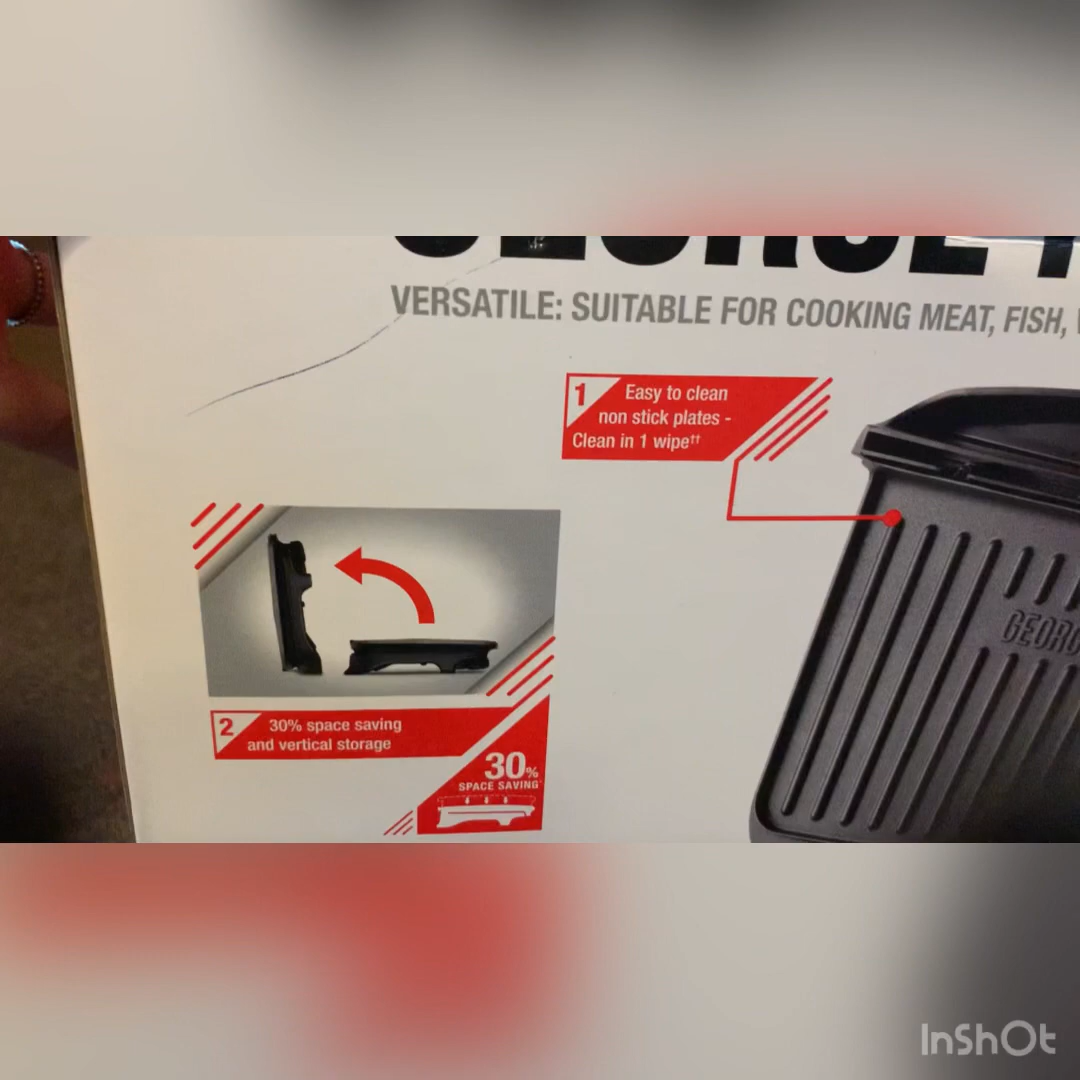 VERSATILE: SUITABLE FOR COOKING MEAT, FISH,
1 Easy to clean
non stick plates -
Clean in 1 wipe††
GEORG
2 30% space saving
and vertical storage
30%
SPACE SAVING
InShOt